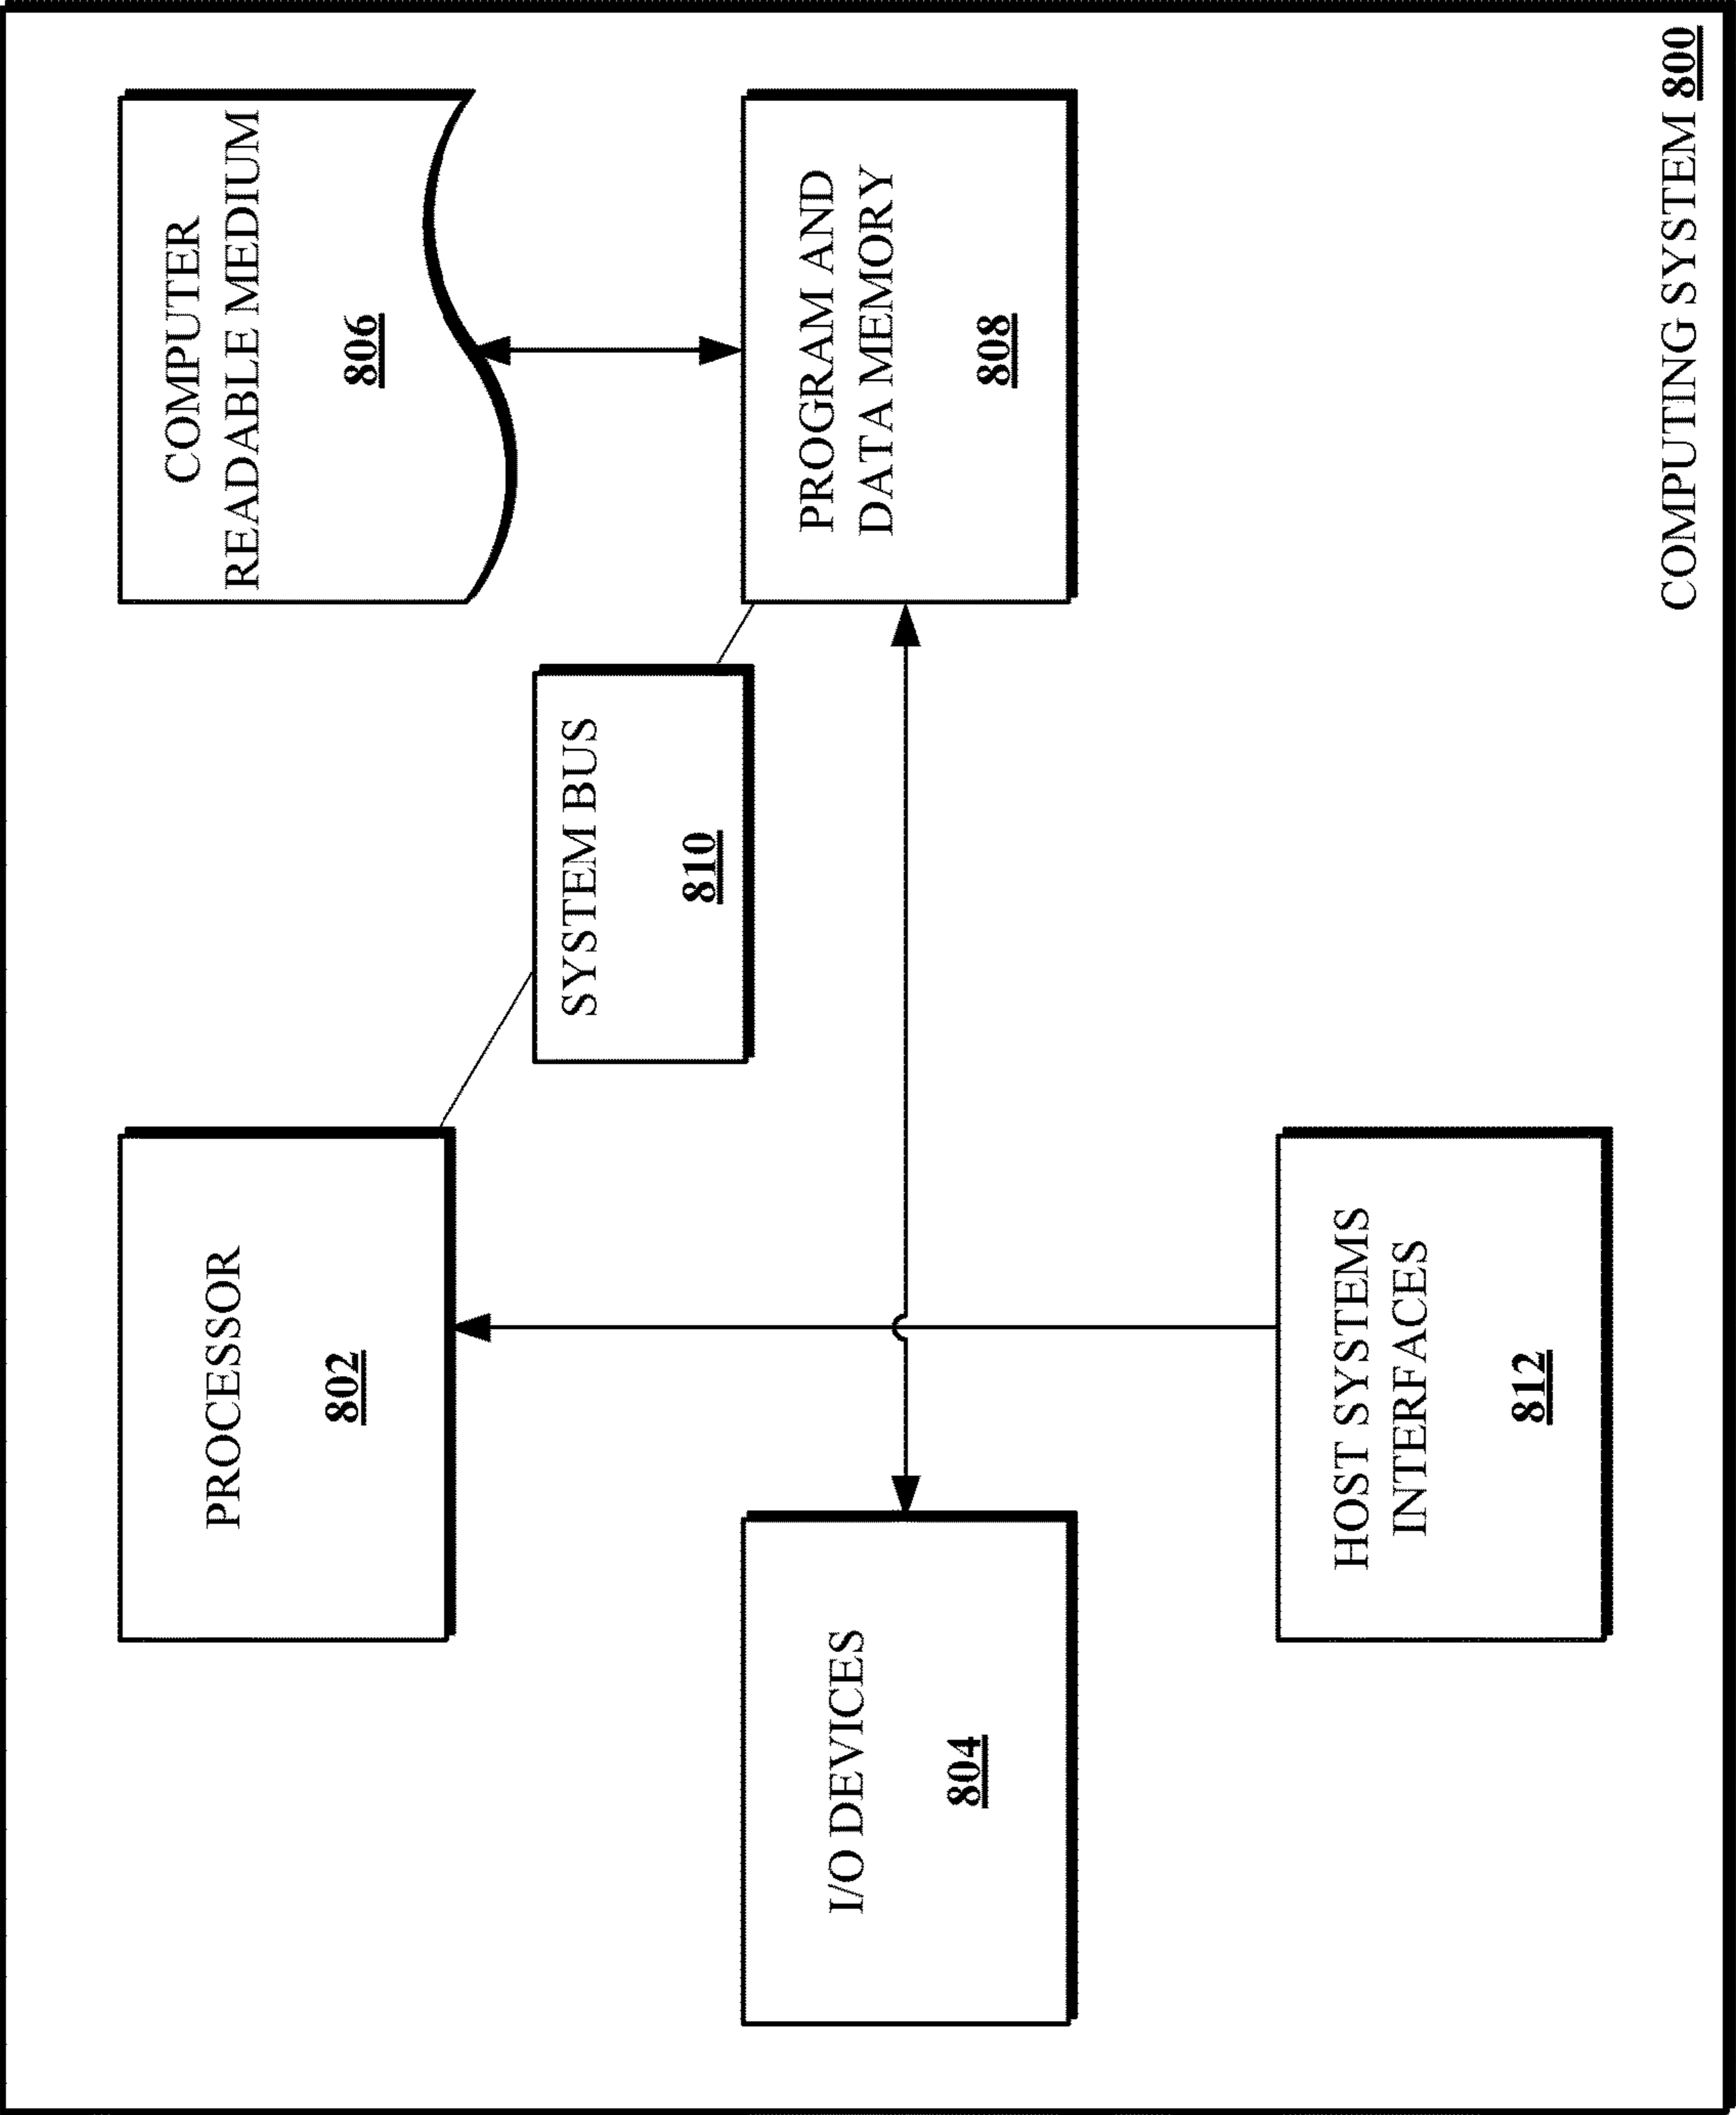 PROCESSOR
802
COMPUTER
READABLE MEDIUM
806
SYSTEM BUS
810
I/O DEVICES
804
PROGRAM AND
DATA MEMORY
808
HOST SYSTEMS
INTERFACES
812
COMPUTING SYSTEM 800